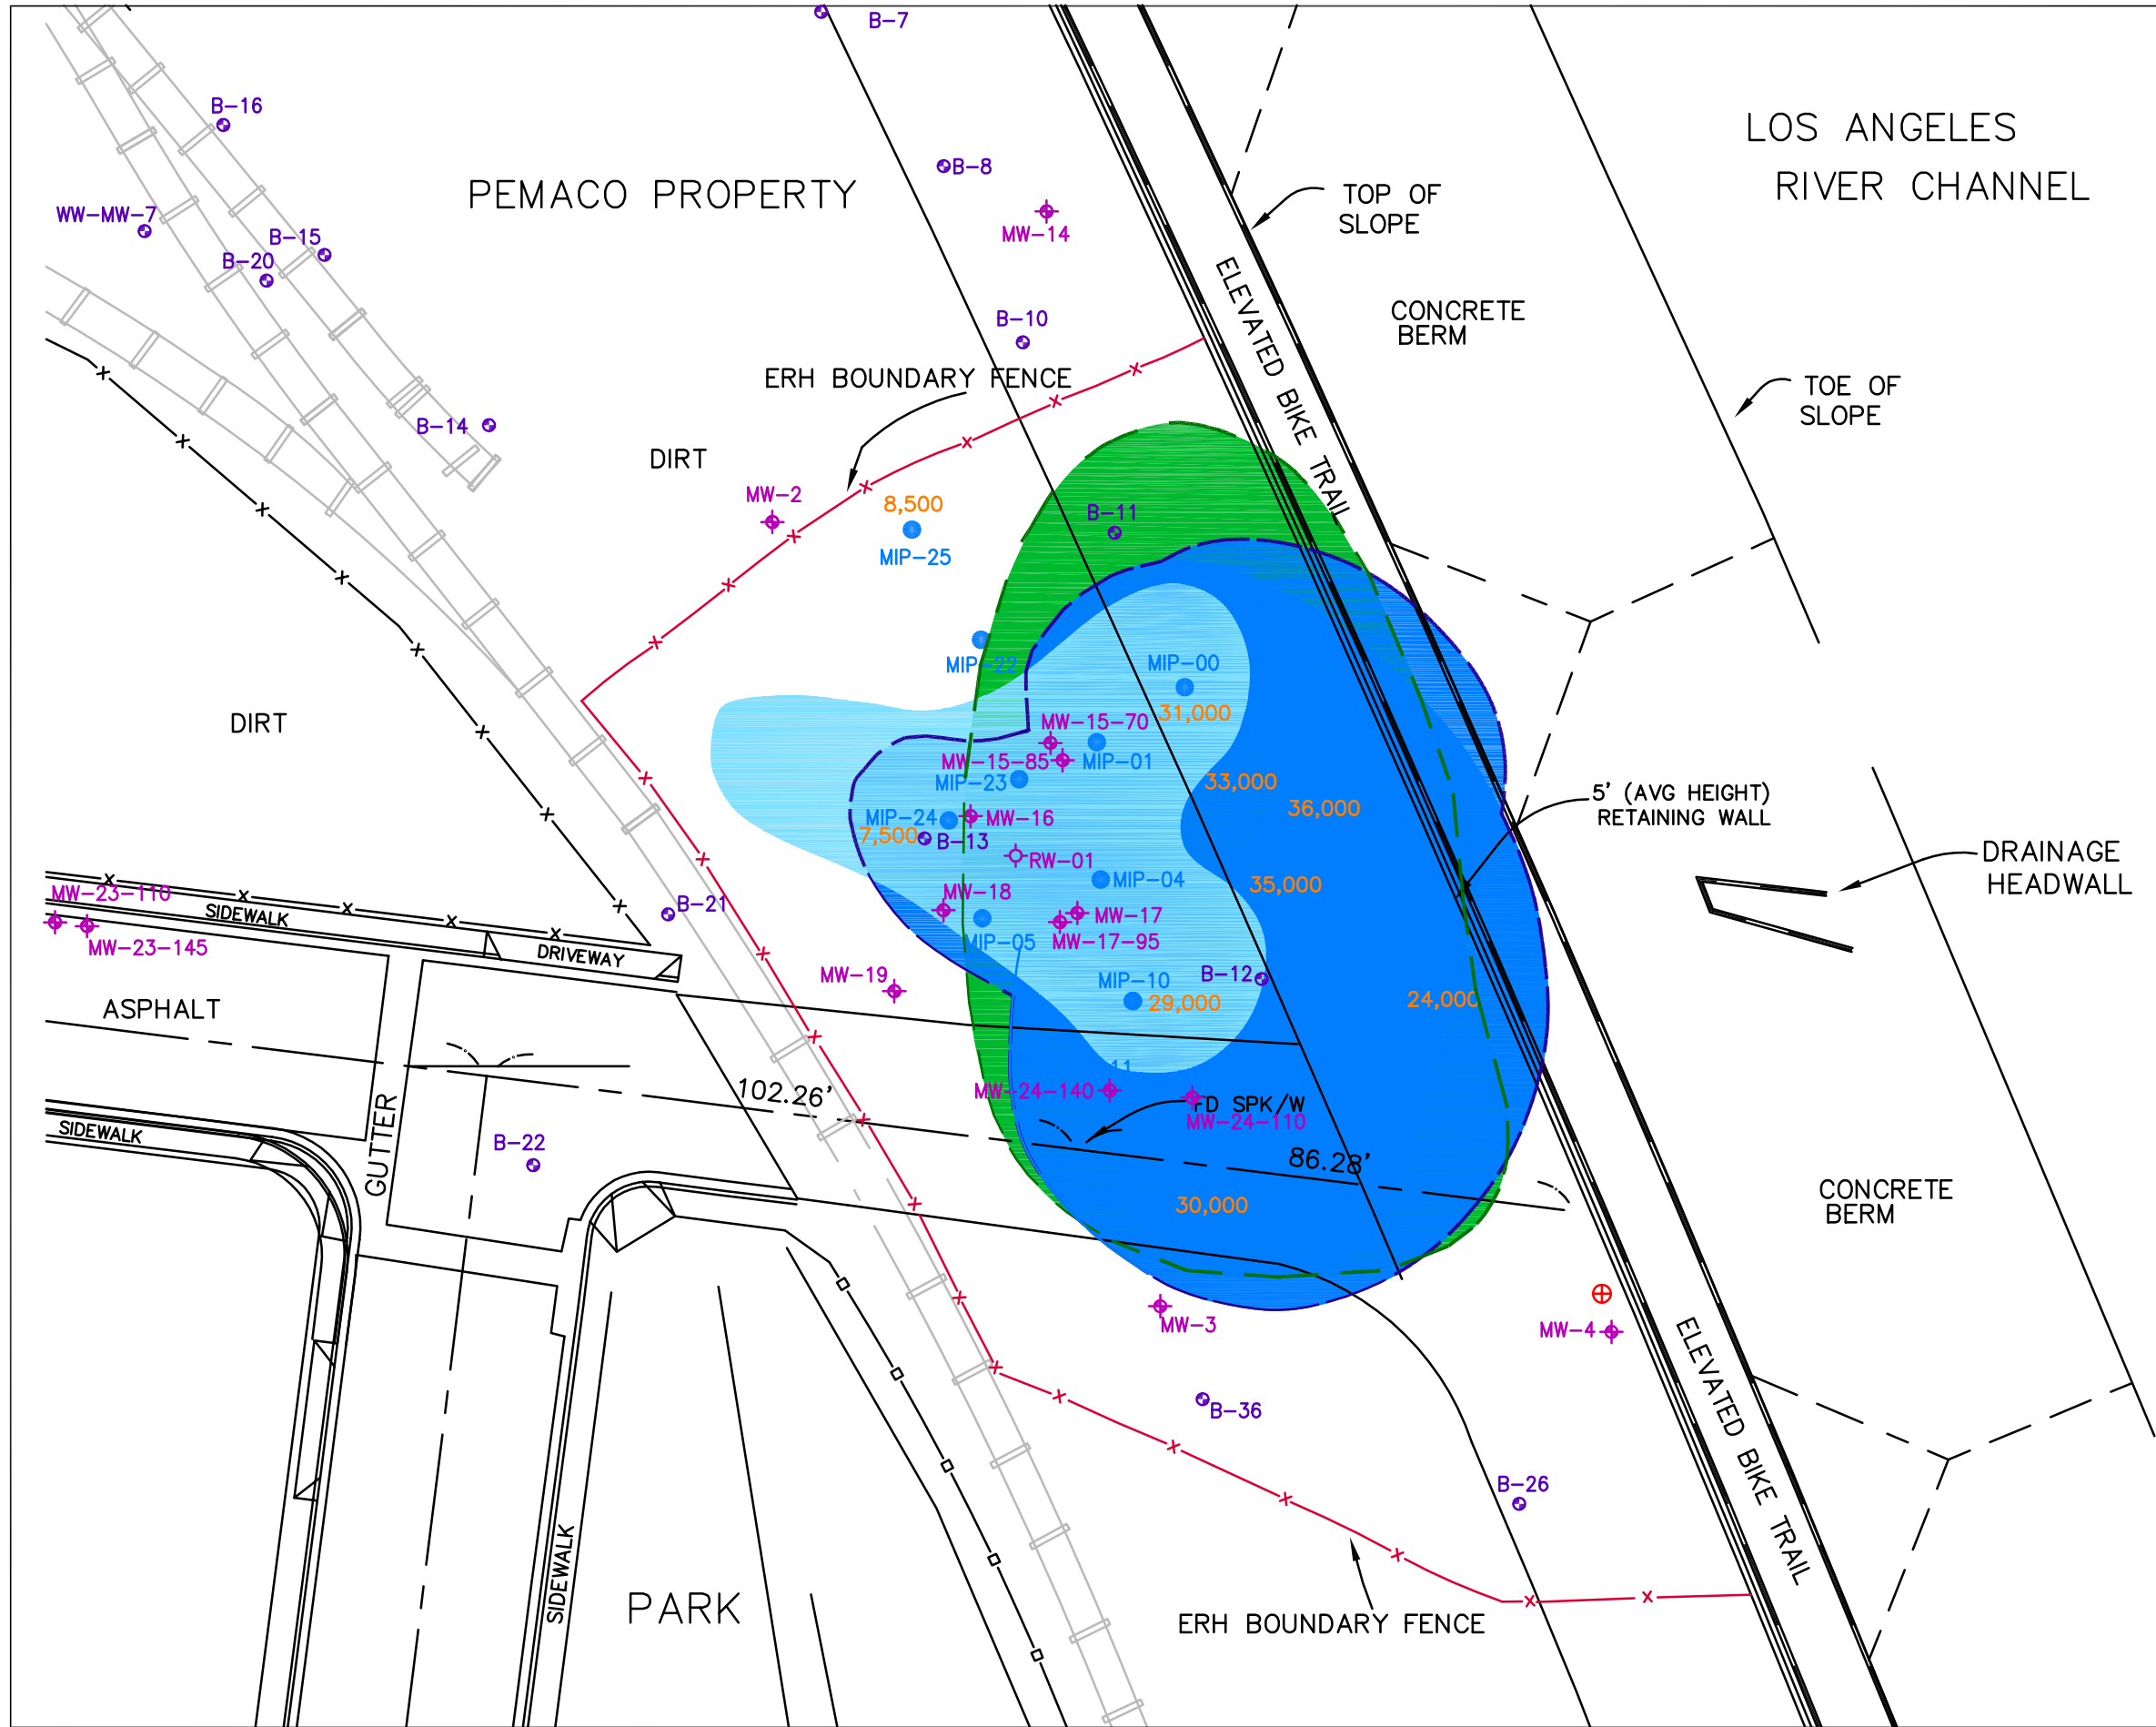 B-7
LOS ANGELES
RIVER CHANNEL
B-16
PEMACO PROPERTY
B-8
TOP OF
SLOPE
WW-MW-7
MW-14
B-15
B-20
ELEVATED BIKE TRAIL
CONCRETE
BERM
B-10
ERH BOUNDARY FENCE
TOE OF
SLOPE
B-14
DIRT
MW-2
8,500
B-11
MIP-25
MIP-22
MIP-00
31,000
DIRT
MW-15-70
MW-15-85
MIP-01
MIP-23
33,000
36,000
5' (AVG HEIGHT)
RETAINING WALL
MIP-24
MW-16
7,500
B-13
RW-01
DRAINAGE
HEADWALL
MIP-04
35,000
MW-23-110
MW-18
SIDEWALK
B-21
MW-17
MW-23-145
DRIVEWAY
MIP-05
MW-17-95
MW-19
MIP-10
B-12
29,000
24,000
ASPHALT
102.26'
MW-24-140
11
FD SPK/W
MW-24-110
SIDEWALK
GUTTER
B-22
86.28'
30,000
CONCRETE
BERM
MW-3
MW-4
ELEVATED BIKE TRAIL
B-36
B-26
SIDEWALK
PARK
ERH BOUNDARY FENCE